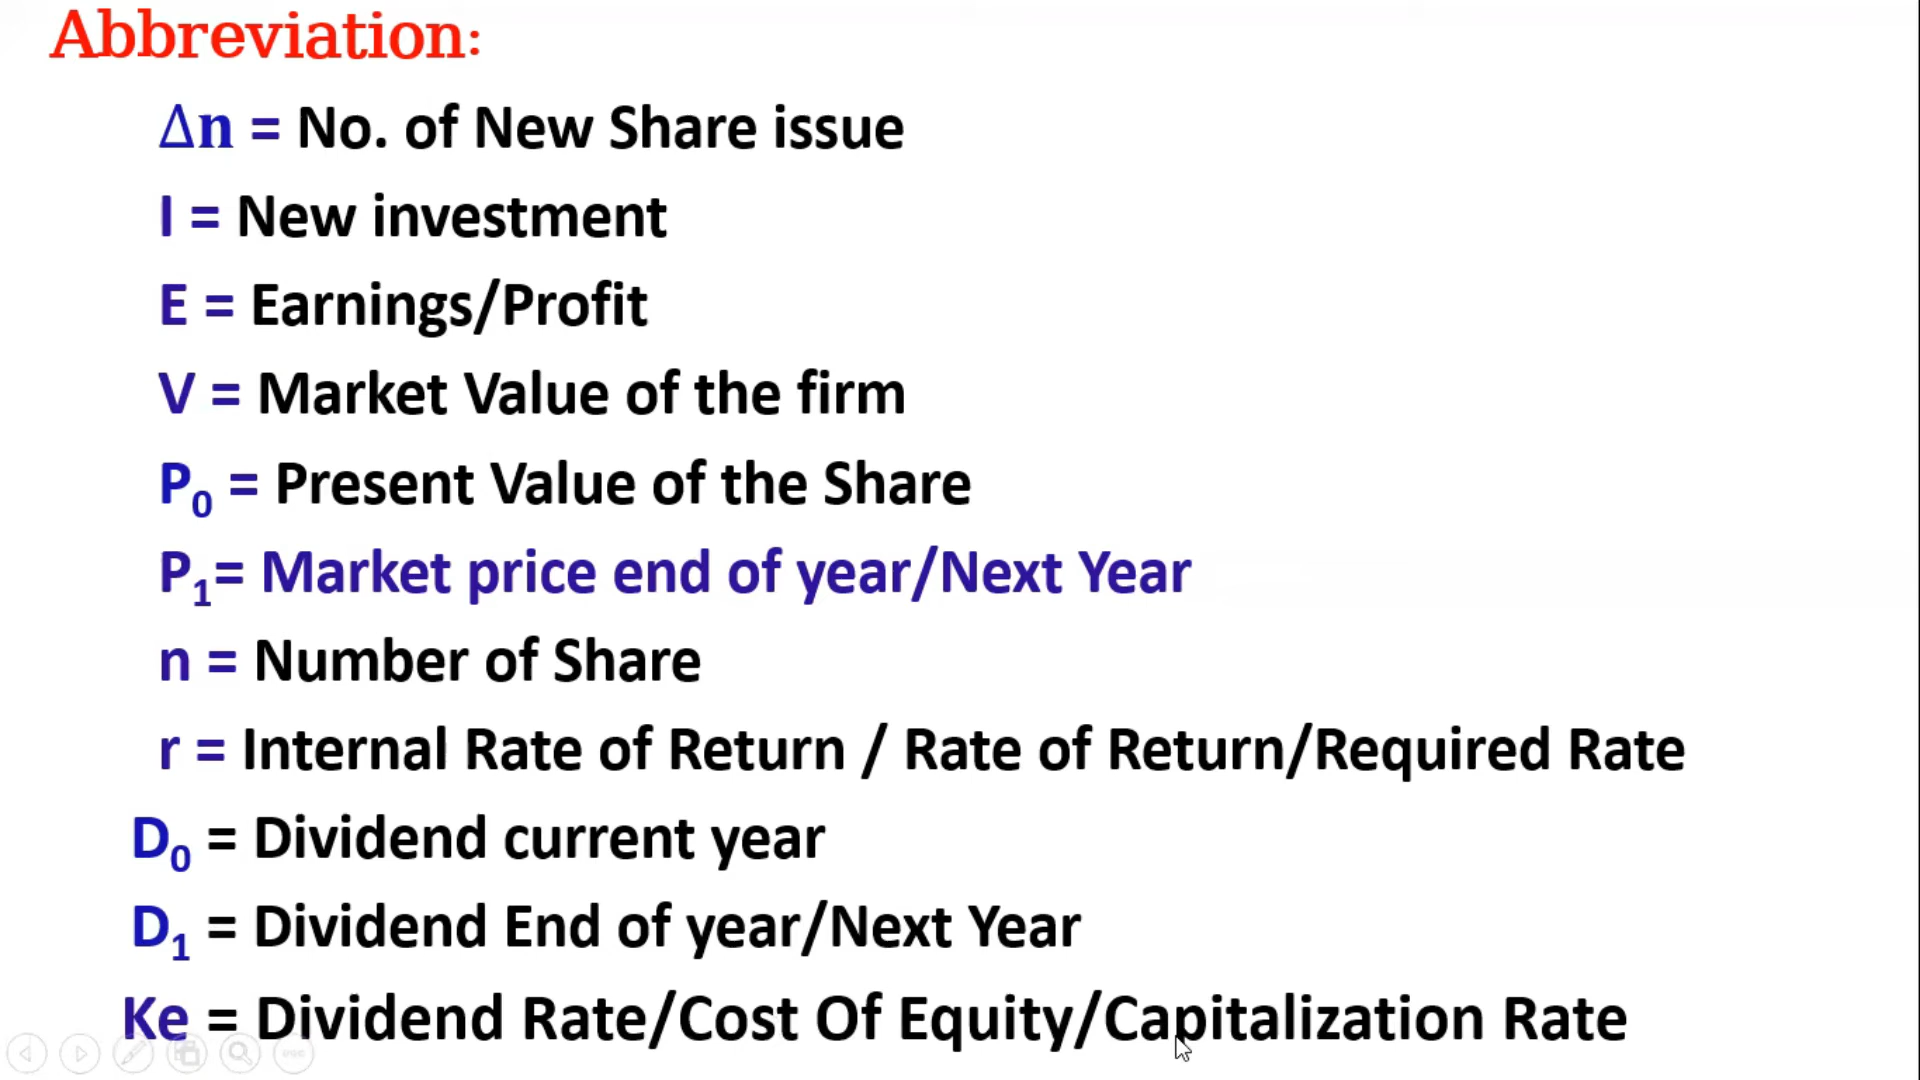 Abbreviation:
Δn = No. of New Share issue
I = New investment
E = Earnings/Profit
V = Market Value of the firm
P₀ = Present Value of the Share
P₁= Market price end of year/Next Year
n = Number of Share
r = Internal Rate of Return / Rate of Return/Required Rate
D₀ = Dividend current year
D₁ = Dividend End of year/Next Year
Ke = Dividend Rate/Cost Of Equity/Capitalization Rate